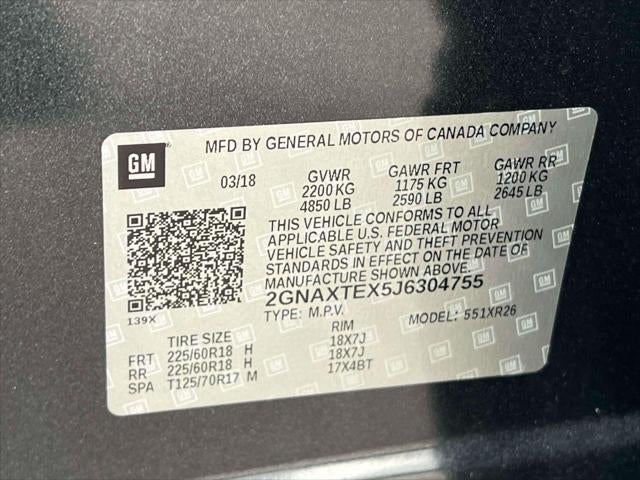 GM
MFD BY GENERAL MOTORS OF CANADA COMPANY
03/18 GVWR GAWR FRT GAWR RR
2200 KG 1175 KG 1200 KG
4850 LB 2590 LB 2645 LB
THIS VEHICLE CONFORMS TO ALL
APPLICABLE U.S. FEDERAL MOTOR
VEHICLE SAFETY AND THEFT PREVENTION
STANDARDS IN EFFECT ON THE DATE OF
MANUFACTURE SHOWN ABOVE.
2GNAXTEX5J6304755
TYPE: M.P.V. MODEL: 551XR26
139X
TIRE SIZE RIM
FRT 225/60R18 H 18X7J
RR 225/60R18 H 18X7J
SPA T125/70R17 M 17X4BT